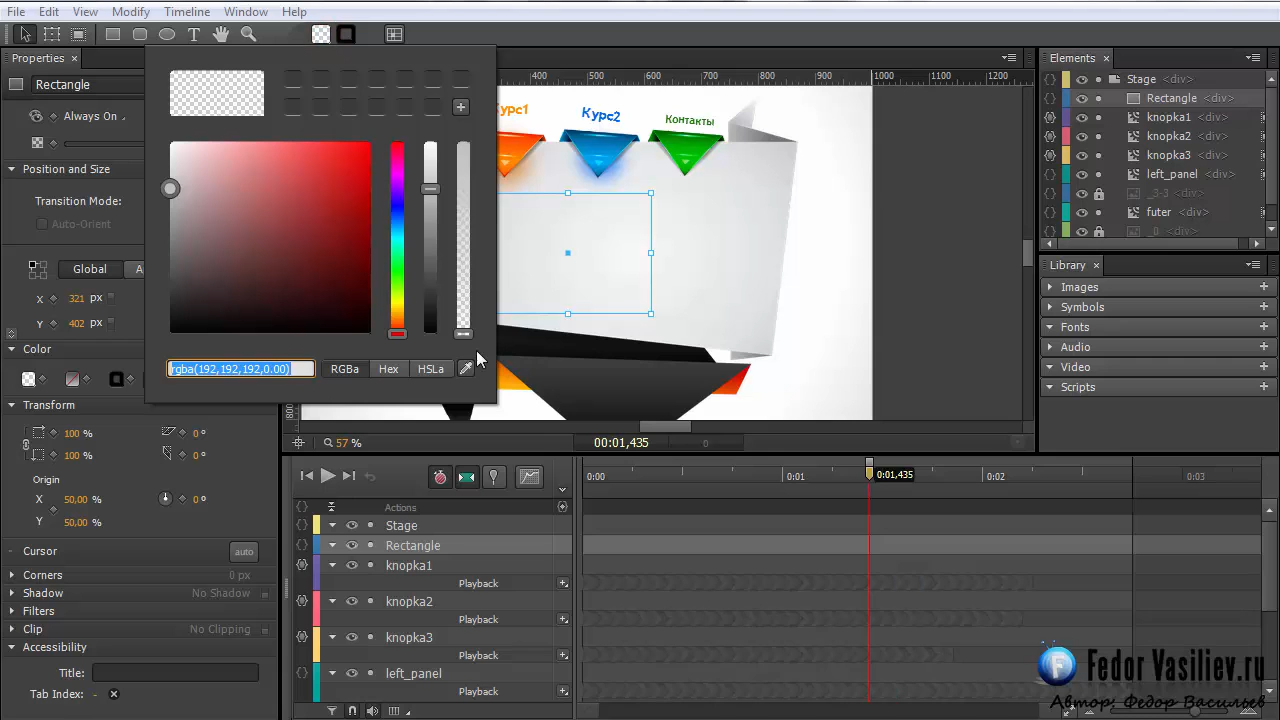 File Edit View Modify Timeline Window Help
Properties
Rectangle
Always On
Position and Size
Transition Mode:
Auto-Orient
Global
X 321 px
Y 402 px
Color
Transform
100 % 0 º
100 % 0 º
Origin
X 50,00 % 0 º
Y 50,00 %
Cursor auto
Corners 0 px
Shadow No Shadow
Filters
Clip No Clipping
Accessibility
Title:
Tab Index: -
rgba(192,192,192,0.00) RGBa Hex HSLa
400 500 600 700 800 900 1000 1100 1200
Курс2
Контакты
57 % 00:01,435 0
Elements
Stage <div>
Rectangle <div>
knopka1 <div>
knopka2 <div>
knopka3 <div>
left_panel <div>
_3-3 <div>
futer <div>
_0 <div>
Library
Images
Symbols
Fonts
Audio
Video
Scripts
0:00 0:01 0:01,435 0:02 0:03
Actions
Stage
Rectangle
knopka1
Playback
knopka2
Playback
knopka3
Playback
left_panel
Playback
Fedor Vasiliev.ru
Автор: Федор Васильев